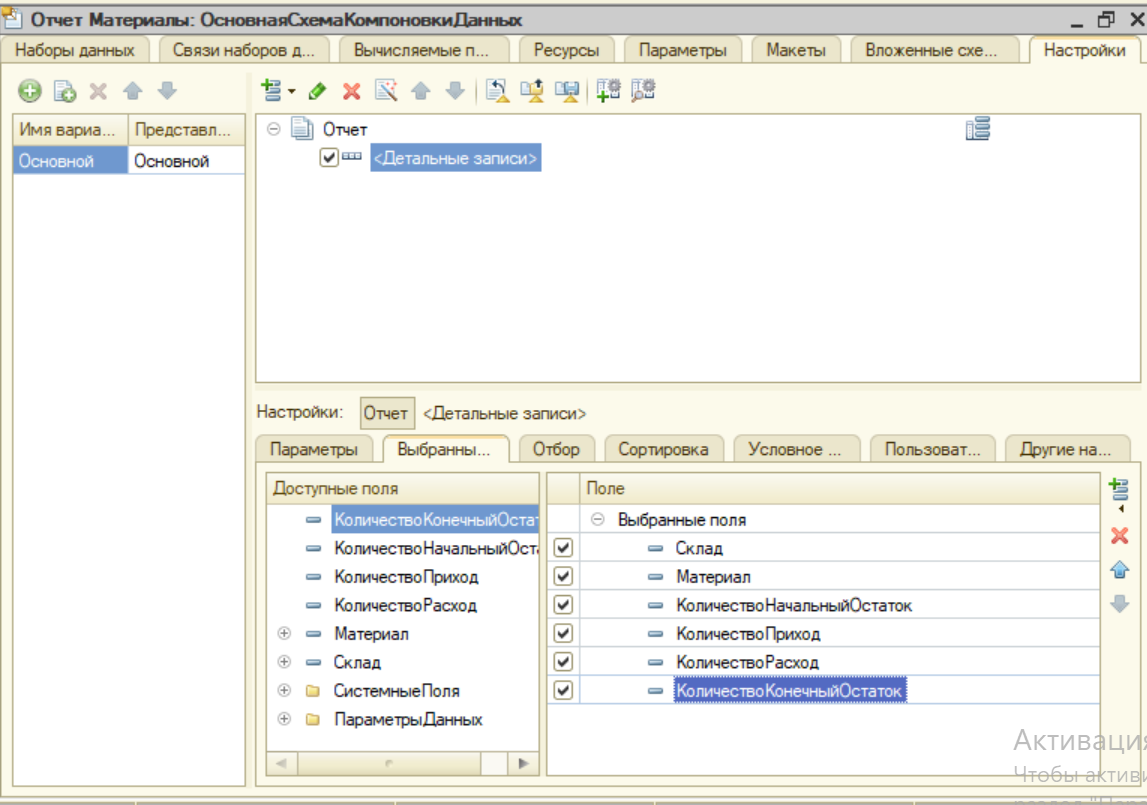 Отчет Материалы: ОсновнаяСхемаКомпоновкиДанных
Наборы данных Связи наборов д... Вычисляемые п... Ресурсы Параметры Макеты Вложенные схе... Настройки
Имя вариа... Представл...
Основной Основной
Отчет
<Детальные записи>
Настройки: Отчет <Детальные записи>
Параметры Выбранны... Отбор Сортировка Условное ... Пользоват... Другие на...
Доступные поля
КоличествоКонечныйОстат
КоличествоНачальныйОст
КоличествоПриход
КоличествоРасход
Материал
Склад
СистемныеПоля
ПараметрыДанных
Поле
Выбранные поля
Склад
Материал
КоличествоНачальныйОстаток
КоличествоПриход
КоличествоРасход
КоличествоКонечныйОстаток
Активация
Чтобы активи